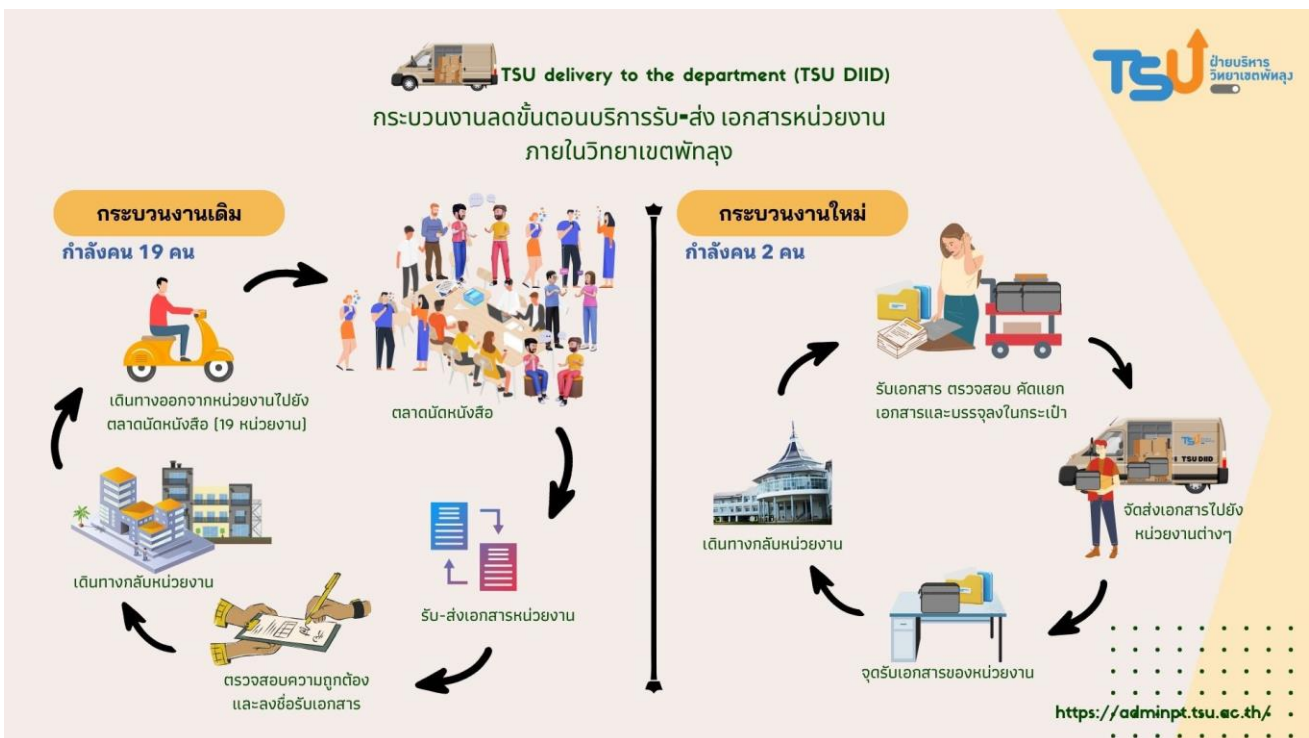 TSU delivery to the department (TSU DIID)
กระบวนงานลดขั้นตอนบริการรับ-ส่ง เอกสารหน่วยงาน
ภายในวิทยาเขตพัทลุง
TSU
ฝ่ายบริหาร
วิทยาเขตพัทลุง
กระบวนงานเดิม
กำลังคน 19 คน
เดินทางออกจากหน่วยงานไปยัง
ตลาดนัดหนังสือ (19 หน่วยงาน)
ตลาดนัดหนังสือ
รับ-ส่งเอกสารหน่วยงาน
ตรวจสอบความถูกต้อง
และลงชื่อรับเอกสาร
เดินทางกลับหน่วยงาน
กระบวนงานใหม่
กำลังคน 2 คน
รับเอกสาร ตรวจสอบ คัดแยก
เอกสารและบรรจุลงในกระเป๋า
TSU
TSU DIID
จัดส่งเอกสารไปยัง
หน่วยงานต่างๆ
จุดรับเอกสารของหน่วยงาน
เดินทางกลับหน่วยงาน
https://adminpt.tsu.ac.th/